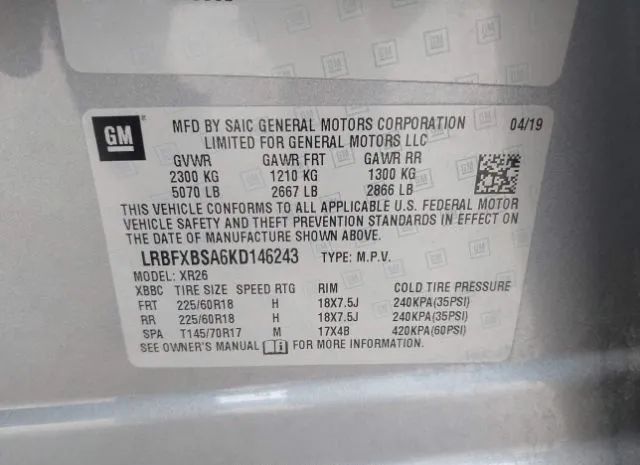 GM
MFD BY SAIC GENERAL MOTORS CORPORATION 04/19
LIMITED FOR GENERAL MOTORS LLC
GVWR GAWR FRT GAWR RR
2300 KG 1210 KG 1300 KG
5070 LB 2667 LB 2866 LB
THIS VEHICLE CONFORMS TO ALL APPLICABLE U.S. FEDERAL MOTOR
VEHICLE SAFETY AND THEFT PREVENTION STANDARDS IN EFFECT ON
THE DATE OF MANUFACTURE SHOWN ABOVE.
LRBFXBSA6KD146243 TYPE: M.P.V.
MODEL: XR26
XBBC TIRE SIZE SPEED RTG RIM COLD TIRE PRESSURE
FRT 225/60R18 H 18X7.5J 240KPA(35PSI)
RR 225/60R18 H 18X7.5J 240KPA(35PSI)
SPA T145/70R17 M 17X4B 420KPA(60PSI)
SEE OWNER'S MANUAL FOR MORE INFORMATION